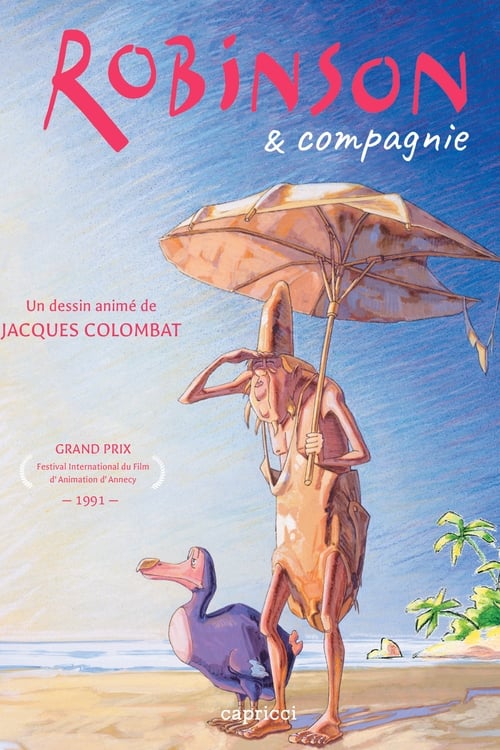 ROBINSON
& compagnie
Un dessin animé de
JACQUES COLOMBAT
GRAND PRIX
Festival International du Film
d'Animation d'Annecy
– 1991 –
capricci